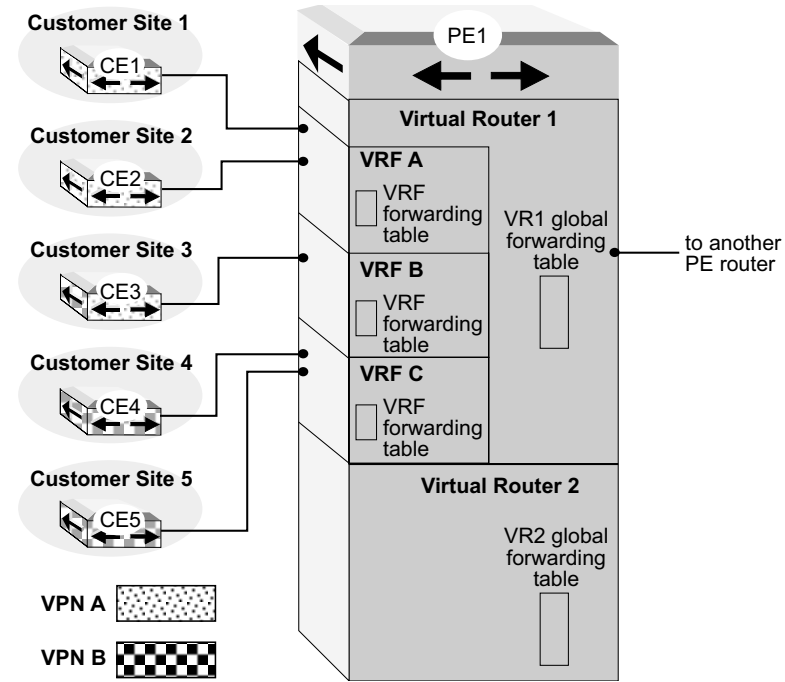 Customer Site 1
CE1
Customer Site 2
CE2
Customer Site 3
CE3
Customer Site 4
CE4
Customer Site 5
CE5
VPN A
VPN B
PE1
Virtual Router 1
VRF A
VRF
forwarding
table
VRF B
VRF
forwarding
table
VRF C
VRF
forwarding
table
VR1 global
forwarding
table
to another
PE router
Virtual Router 2
VR2 global
forwarding
table